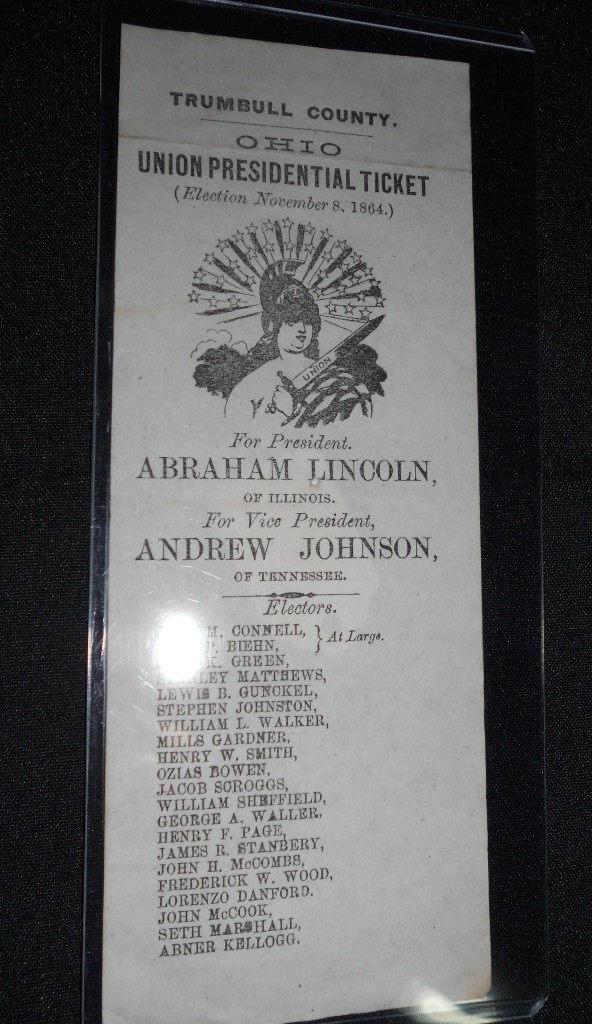 TRUMBULL COUNTY.
OHIO
UNION PRESIDENTIAL TICKET
(Election November 8, 1864.)
UNION
For President.
ABRAHAM LINCOLN,
OF ILLINOIS.
For Vice President,
ANDREW JOHNSON,
OF TENNESSEE.
Electors.
M. CONNELL, } At Large.
P. BIEHN,
K. GREEN,
STANLEY MATTHEWS,
LEWIS B. GUNCKEL,
STEPHEN JOHNSTON,
WILLIAM L. WALKER,
MILLS GARDNER,
HENRY W. SMITH,
OZIAS BOWEN,
JACOB SCROGGS,
WILLIAM SHEFFIELD,
GEORGE A. WALLER,
HENRY F. PAGE,
JAMES R. STANBERY,
JOHN H. McCOMBS,
FREDERICK W. WOOD,
LORENZO DANFORD.
JOHN McCOOK,
SETH MARSHALL,
ABNER KELLOGG.